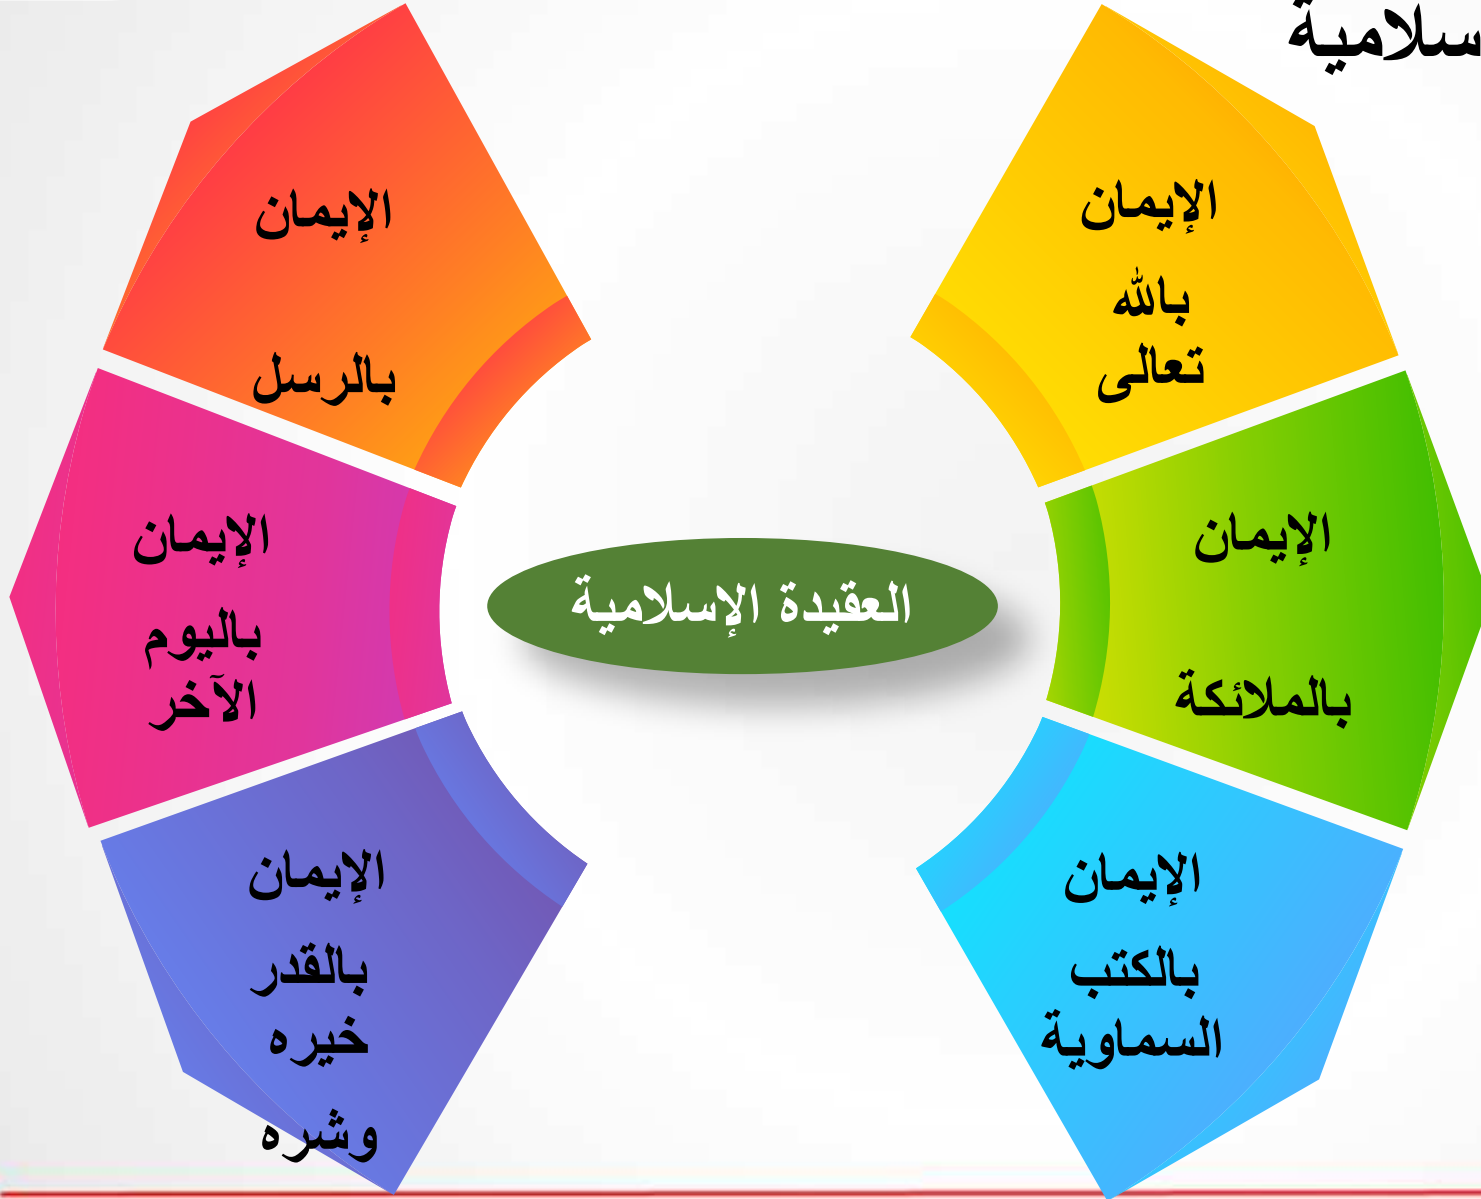 سلامية
الإيمان
بالله
تعالى
الإيمان
بالملائكة
الإيمان
بالكتب
السماوية
العقيدة الإسلامية
الإيمان
بالرسل
الإيمان
باليوم
الآخر
الإيمان
بالقدر
خيره
وشره